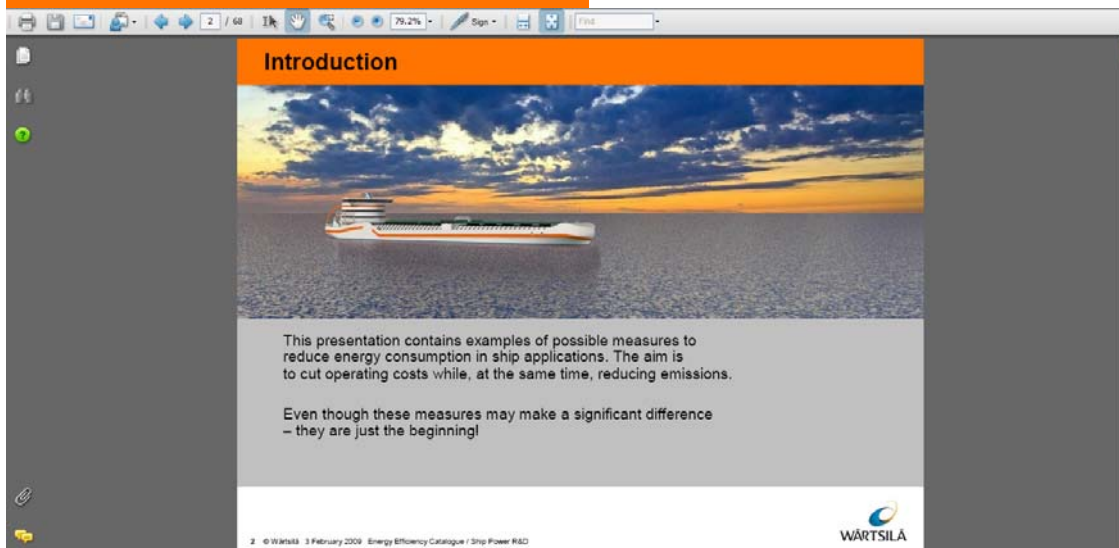 2 / 68
79.2%
Sign
Find
Introduction
This presentation contains examples of possible measures to
reduce energy consumption in ship applications. The aim is
to cut operating costs while, at the same time, reducing emissions.
Even though these measures may make a significant difference
– they are just the beginning!
2 © Wärtsilä 3 February 2009 Energy Efficiency Catalogue / Ship Power R&D
WÄRTSILÄ